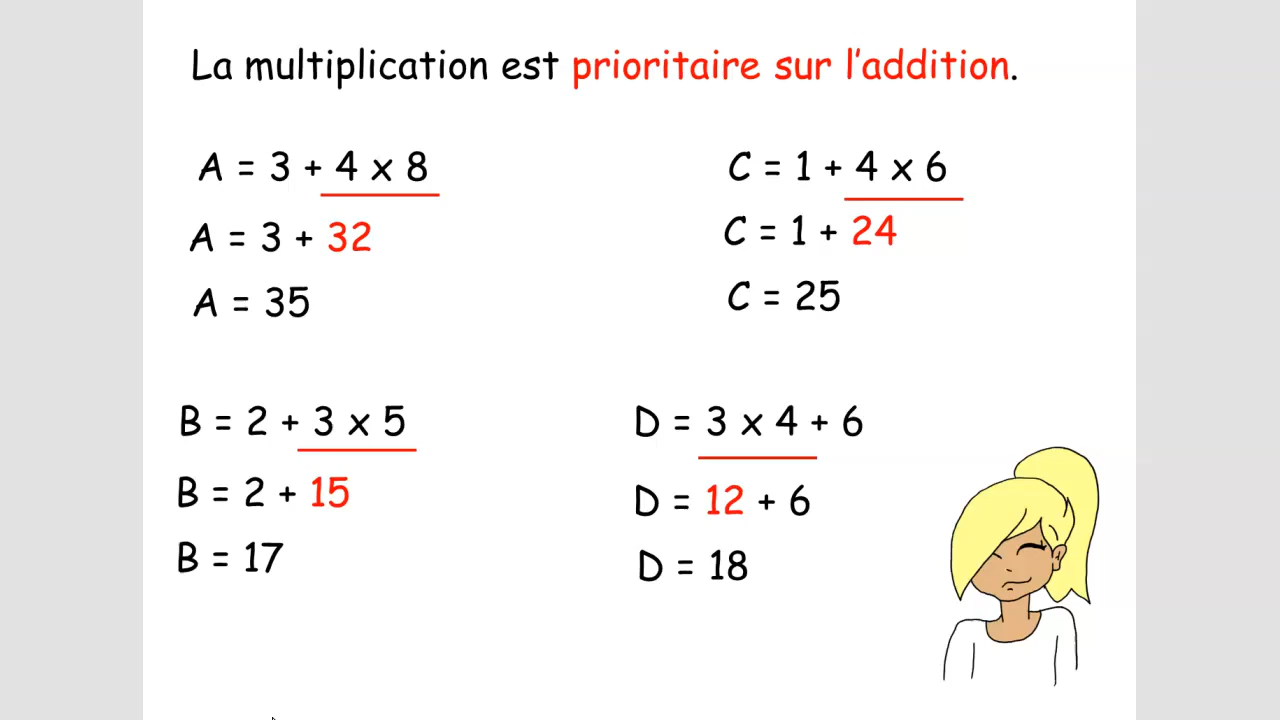 La multiplication est prioritaire sur l'addition.
A = 3 + 4 x 8
A = 3 + 32
A = 35
C = 1 + 4 x 6
C = 1 + 24
C = 25
B = 2 + 3 x 5
B = 2 + 15
B = 17
D = 3 x 4 + 6
D = 12 + 6
D = 18